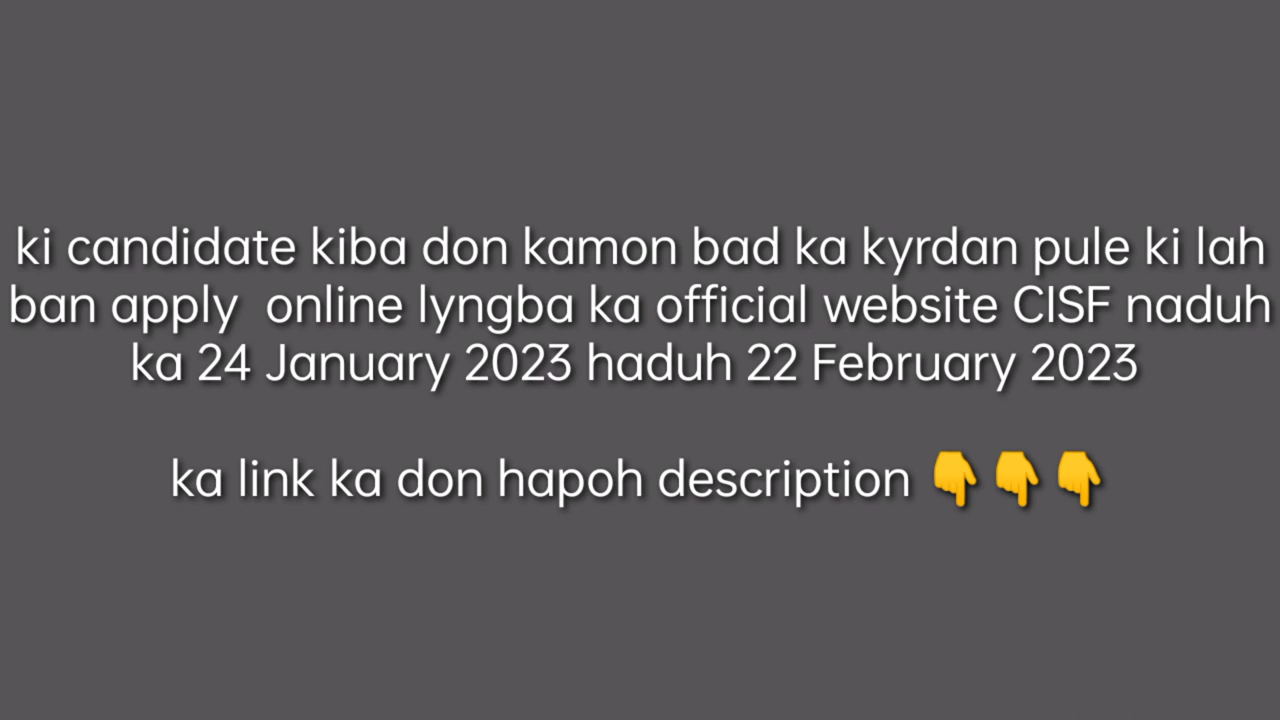 ki candidate kiba don kamon bad ka kyrdan pule ki lah
ban apply  online lyngba ka official website CISF naduh
ka 24 January 2023 haduh 22 February 2023
ka link ka don hapoh description 👇👇👇